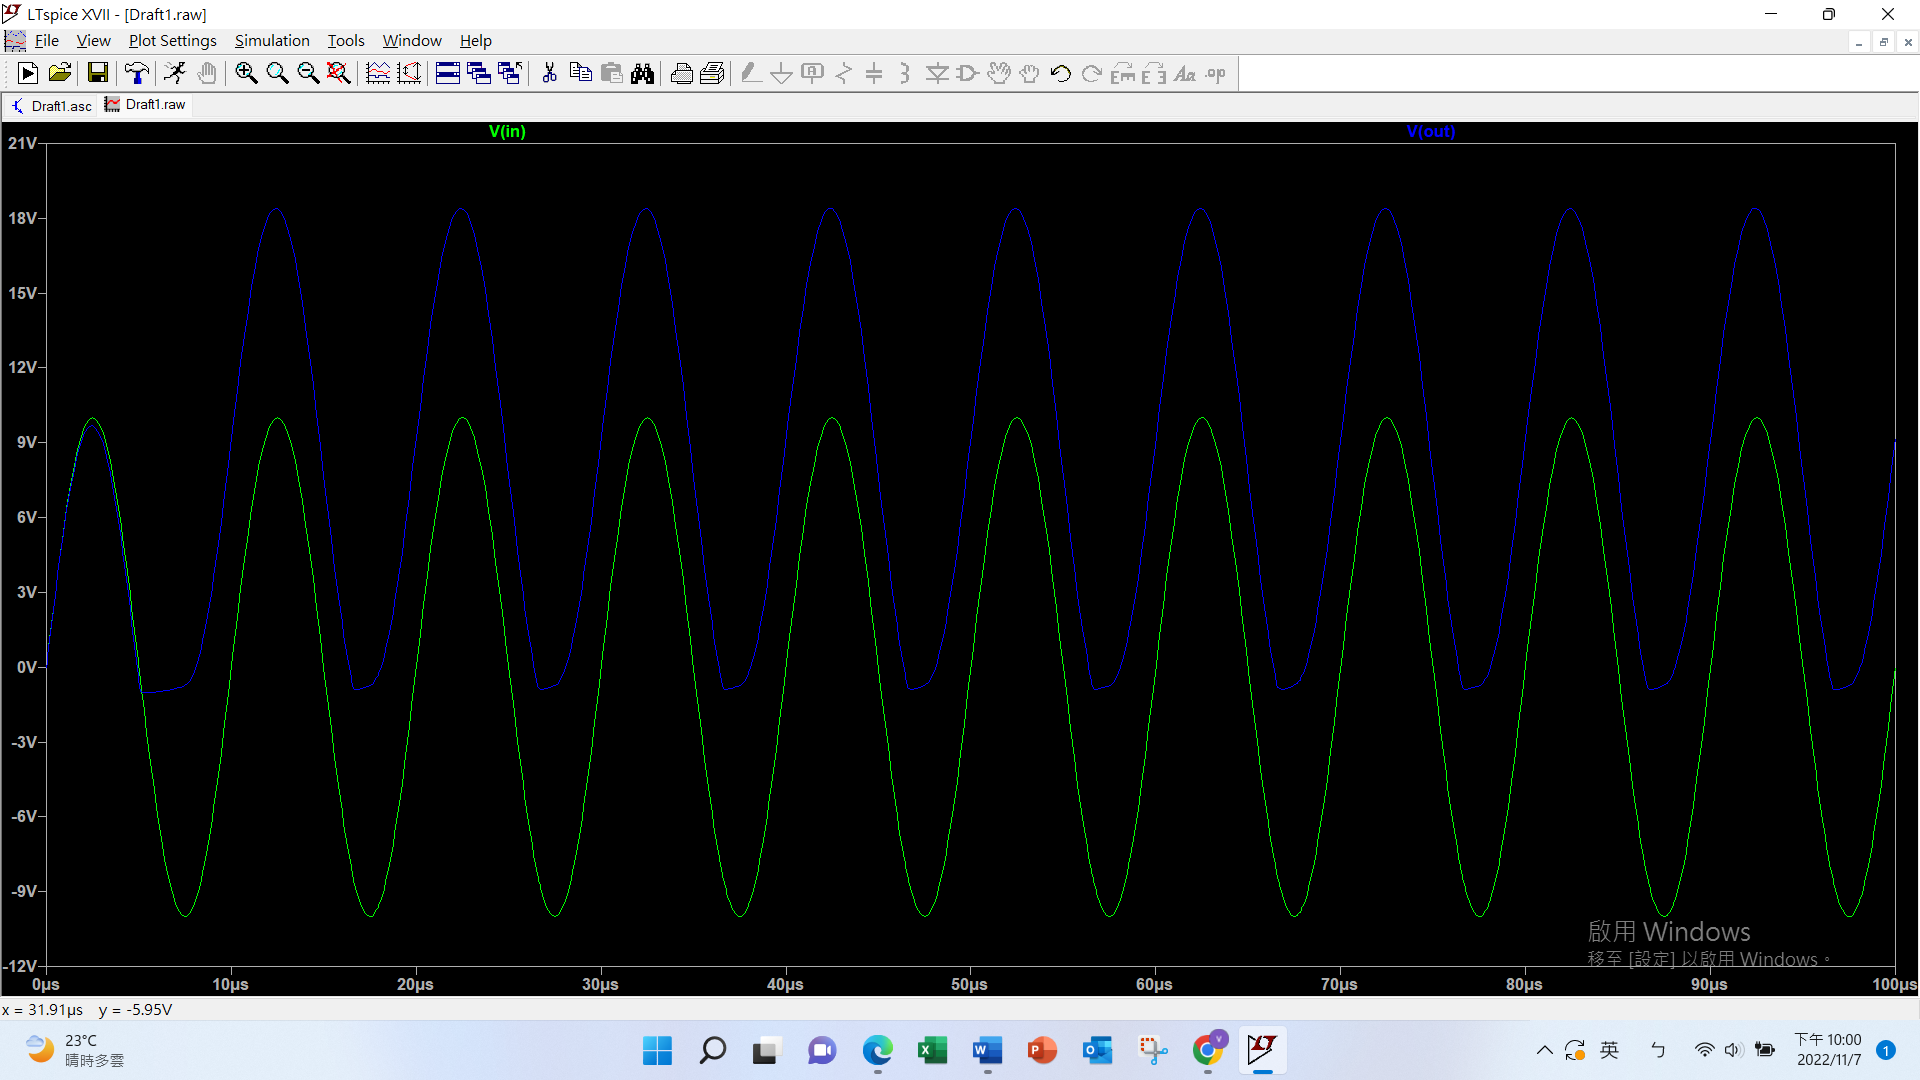 LTspice XVII - [Draft1.raw]
File View Plot Settings Simulation Tools Window Help
Draft1.asc Draft1.raw
V(in) V(out)
21V
18V
15V
12V
9V
6V
3V
0V
-3V
-6V
-9V
-12V
0µs 10µs 20µs 30µs 40µs 50µs 60µs 70µs 80µs 90µs 100µs
啟用 Windows
移至 [設定] 以啟用 Windows。
x = 31.91µs y = -5.95V
23°C
晴時多雲
英 ㄅ
下午 10:00
2022/11/7
1